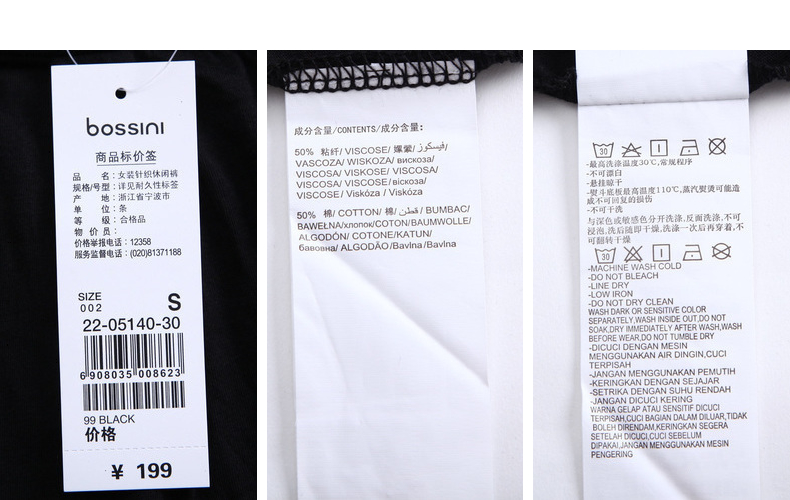 bossini
商品标价签
品 名：女装针织休闲裤
规格/号型：详见耐久性标签
产 地：浙江省宁波市
单 位：条
等 级：合格品
物 价 员：
价格举报电话：12358
服务监督电话：(020)81371188
SIZE
002 S
22-05140-30
6 908035 008623
99 BLACK
价格
¥ 199
成分含量/CONTENTS/成分含量:
50% 粘纤/ VISCOSE/ 嫘縈/ فيسكوز/
VASCOZA/ WISKOZA/ вискоза/
VISCOSA/ VISKOSE/ VISCOSA/
VISCOSA/ VISCOSE/ віскоза/
VISCOSE/ Viskóza / Viskóza
50% 棉/ COTTON/ 棉/ قطن/ BUMBAC/
BAWEŁNA/хлопок/COTON/BAUMWOLLE/
ALGODÓN/ COTONE/KATUN/
бавовна/ ALGODÃO/Bavlna/Bavlna
30
-最高洗涤温度30℃,常规程序
-不可漂白
-悬挂晾干
-熨斗底板最高温度110℃,蒸汽熨烫可能造
成不可回复的损伤
-不可干洗
与深色或敏感色分开洗涤,反面洗涤,不可
浸泡,洗后随即干燥,洗涤一次后再穿着,不
可翻转干燥
30
-MACHINE WASH COLD
-DO NOT BLEACH
-LINE DRY
-LOW IRON
-DO NOT DRY CLEAN
WASH DARK OR SENSITIVE COLOR
SEPARATELY,WASH INSIDE OUT,DO NOT
SOAK,DRY IMMEDIATELY AFTER WASH,WASH
BEFORE WEAR,DO NOT TUMBLE DRY
-DICUCI DENGAN MESIN
MENGGUNAKAN AIR DINGIN,CUCI
TERPISAH
-JANGAN MENGGUNAKAN PEMUTIH
-KERINGKAN DENGAN SEJAJAR
-SETRIKA DENGAN SUHU RENDAH
-JANGAN DICUCI KERING
WARNA GELAP ATAU SENSITIF DICUCI
TERPISAH,CUCI BAGIAN DALAM DILUAR,TIDAK
BOLEH DIRENDAM,KERINGKAN SEGERA
SETELAH DICUCI,CUCI SEBELUM
DIPAKAI,JANGAN MENGGUNAKAN MESIN
PENGERING